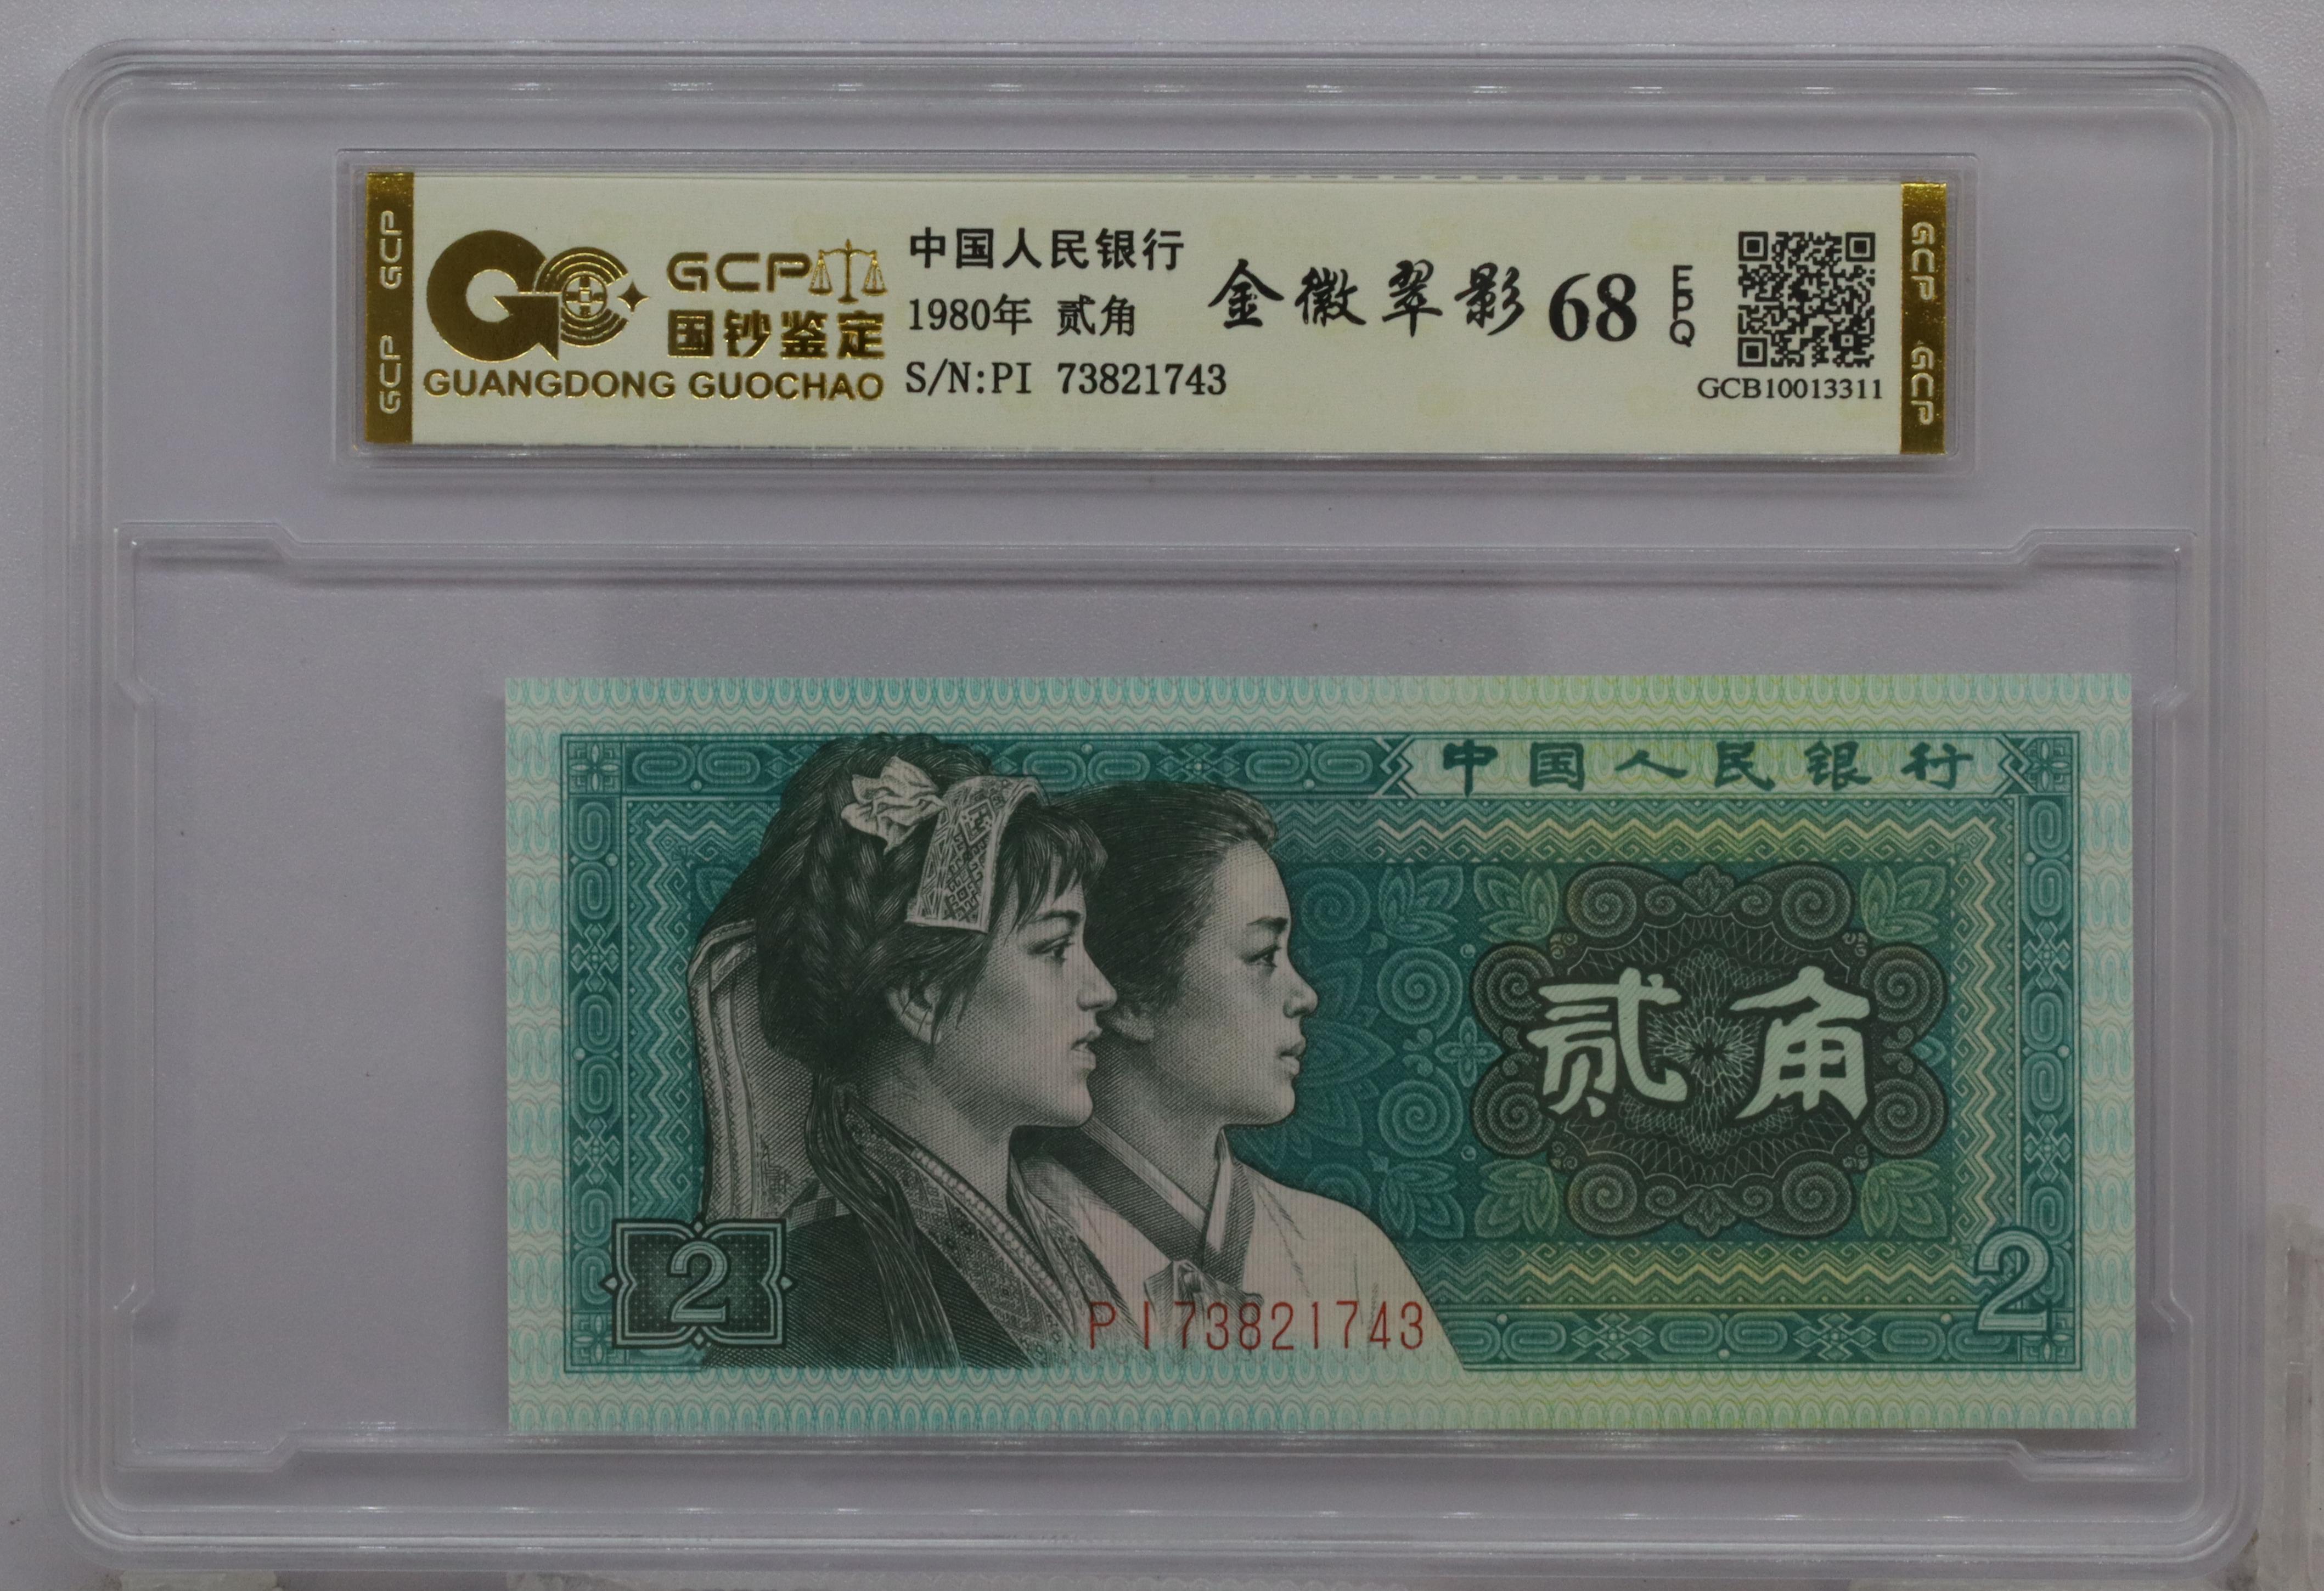 GCP GCP
GCP
国钞鉴定
GUANGDONG GUOCHAO
中国人民银行
1980年 贰角
S/N:PI 73821743
金徽翠影 68 EPQ
GCB10013311
GCP GCP
中国人民银行
贰角
2
2
PI73821743